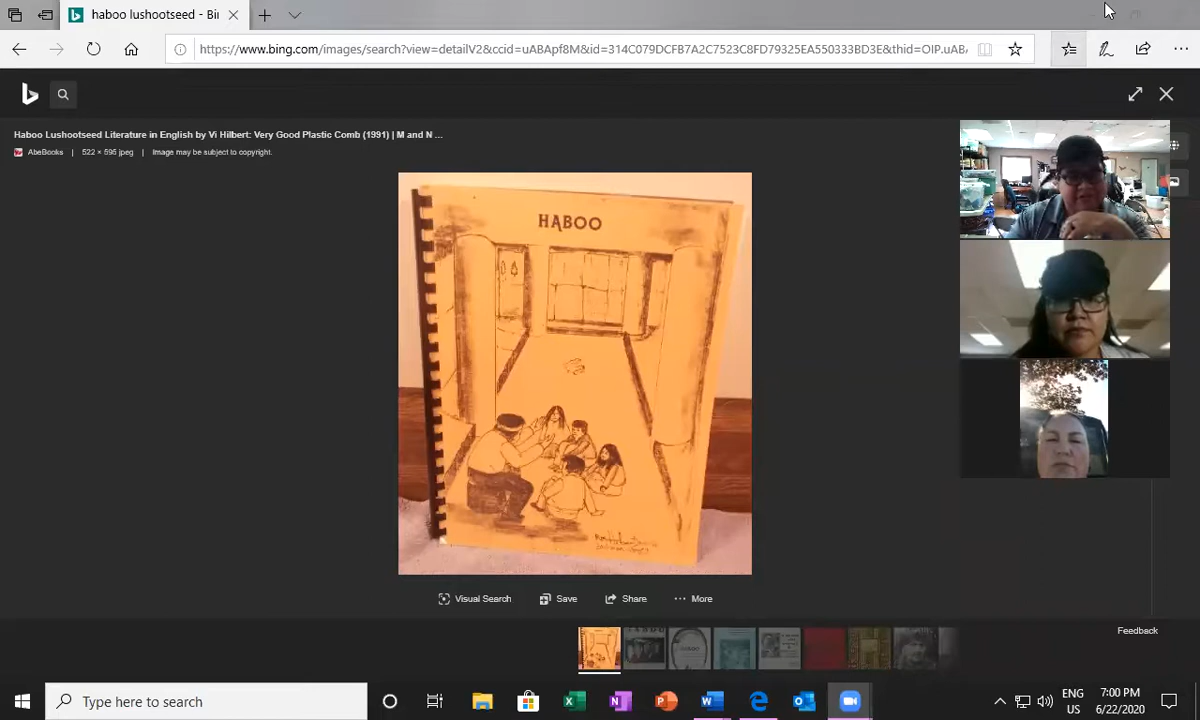 haboo lushootseed - Bi
https://www.bing.com/images/search?view=detailV2&ccid=uABApf8M&id=314C079DCFB7A2C7523C8FD79325EA550333BD3E&thid=OIP.uAB
Haboo Lushootseed Literature in English by Vi Hilbert: Very Good Plastic Comb (1991) | M and N ...
AbeBooks | 522 × 595 jpeg | Image may be subject to copyright.
HABOO
Visual Search Save Share ··· More
Feedback
Type here to search
ENG 7:00 PM
US 6/22/2020